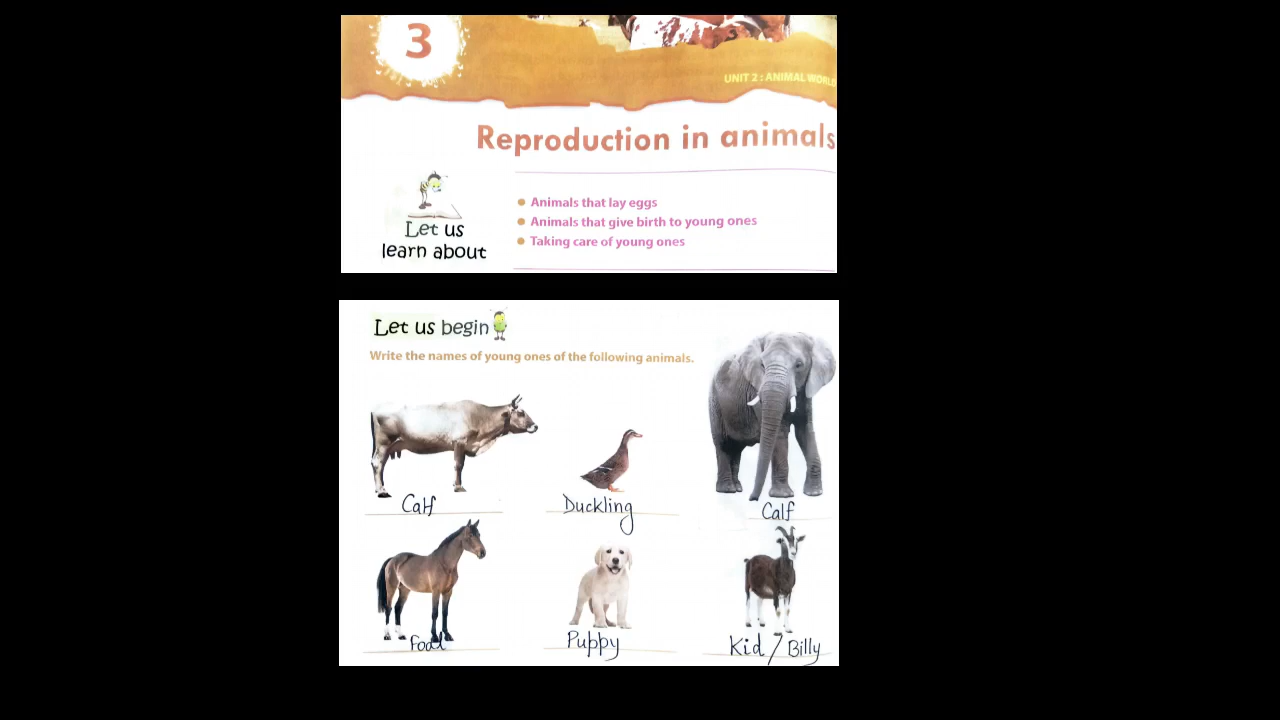 3
UNIT 2 : ANIMAL WORLD
Reproduction in animals
Let us
learn about
Animals that lay eggs
Animals that give birth to young ones
Taking care of young ones
Let us begin
Write the names of young ones of the following animals.
Calf
Duckling
Calf
Foal
Puppy
Kid / Billy